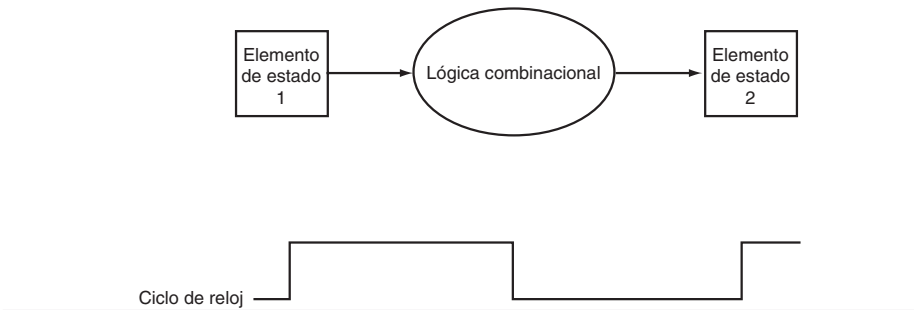 Elemento
de estado
1
Lógica combinacional
Elemento
de estado
2
Ciclo de reloj